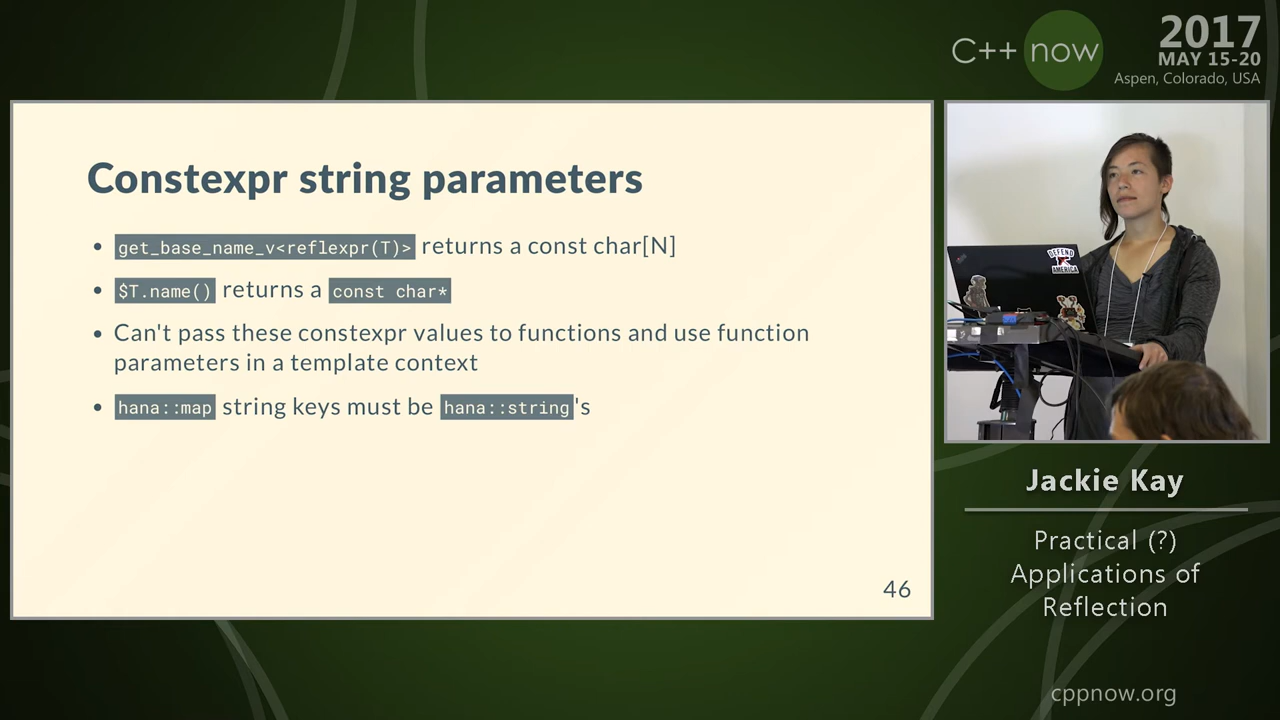 C++ now
2017
MAY 15-20
Aspen, Colorado, USA
Constexpr string parameters
• get_base_name_v<reflexpr(T)> returns a const char[N]
• $T.name() returns a const char*
• Can't pass these constexpr values to functions and use function
parameters in a template context
• hana::map string keys must be hana::string's
46
DEFEND
AMERICA
Jackie Kay
Practical (?)
Applications of
Reflection
cppnow.org